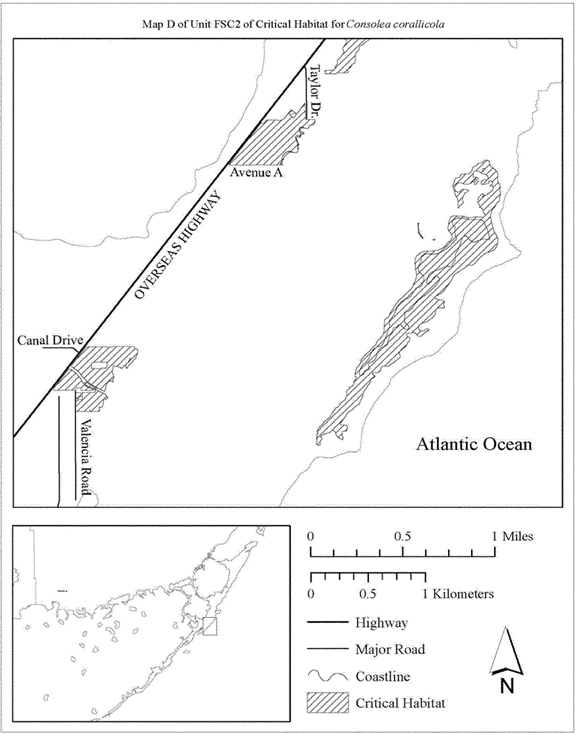 Map D of Unit FSC2 of Critical Habitat for Consolea corallicola
Taylor Dr.
Avenue A
OVERSEAS HIGHWAY
Canal Drive
Valencia Road
Atlantic Ocean
0 0.5 1 Miles
0 0.5 1 Kilometers
Highway
Major Road
Coastline
Critical Habitat
N